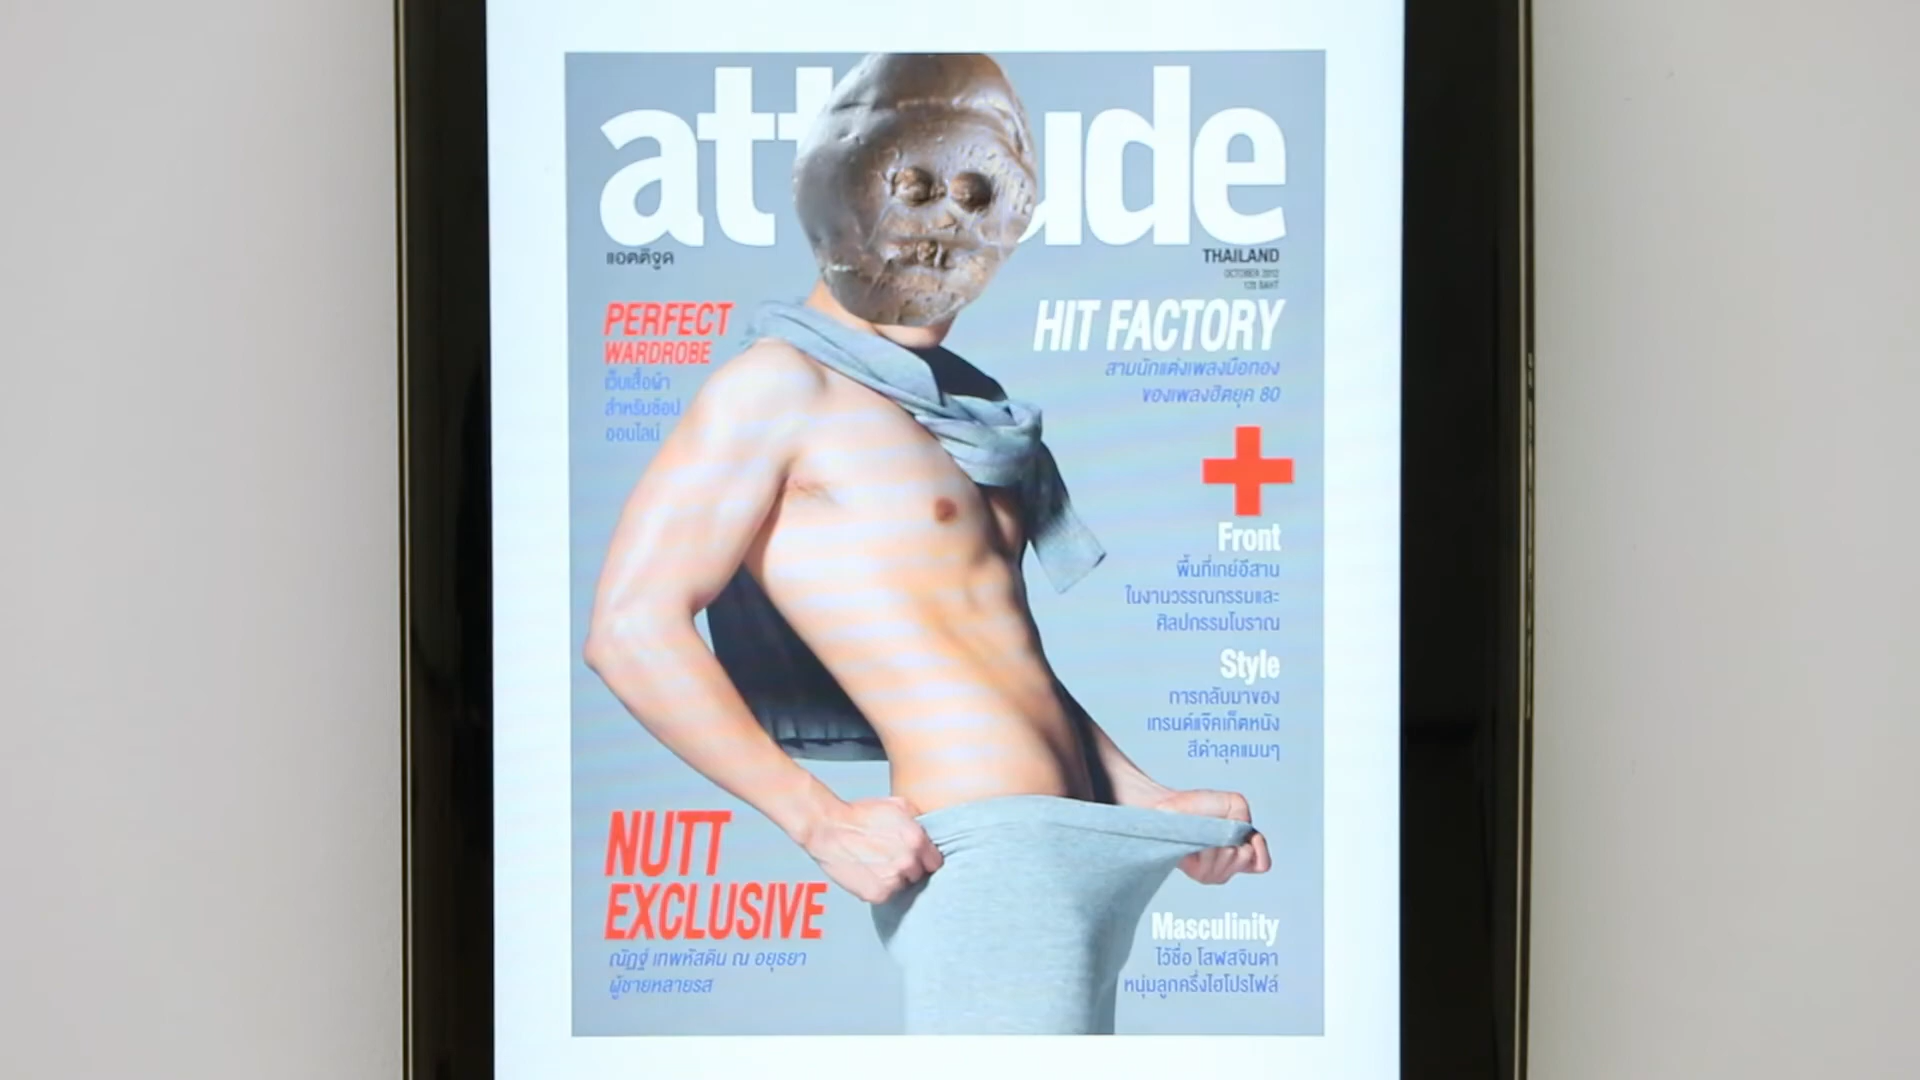 attitude
แอตติจูด
THAILAND
OCTOBER 2012
120 BAHT
PERFECT
WARDROBE
เว็บเสื้อผ้า
สำหรับช้อป
ออนไลน์
HIT FACTORY
สามนักแต่งเพลงมือทอง
ของเพลงฮิตยุค 80
Front
พื้นที่เกย์อีสาน
ในงานวรรณกรรมและ
ศิลปกรรมโบราณ
Style
การกลับมาของ
เทรนด์แจ๊คเก็ตหนัง
สีดำลุคแมนๆ
NUTT
EXCLUSIVE
ณัฏฐ์ เทพหัสดิน ณ อยุธยา
ผู้ชายหลายรส
Masculinity
ไว้ชื่อ โสฬสจินดา
หนุ่มลูกครึ่งไฮโปรไฟล์